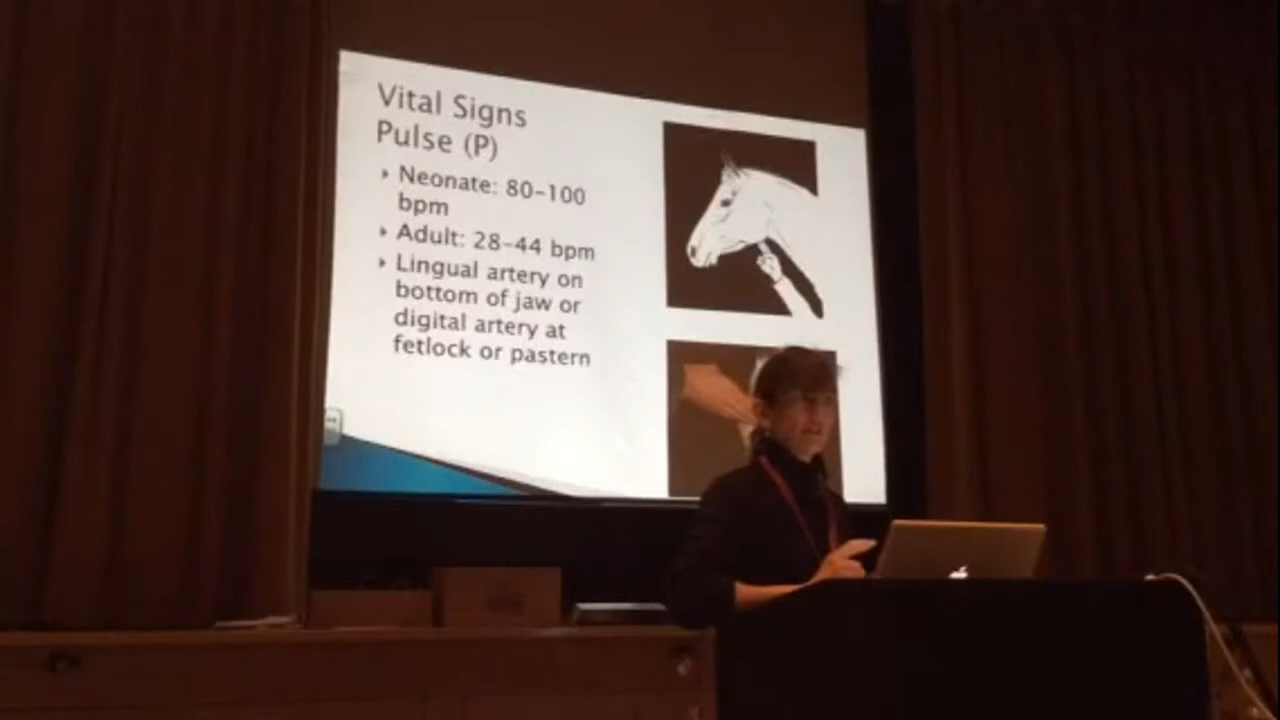 Vital Signs
Pulse (P)
Neonate: 80-100
bpm
Adult: 28-44 bpm
Lingual artery on
bottom of jaw or
digital artery at
fetlock or pastern